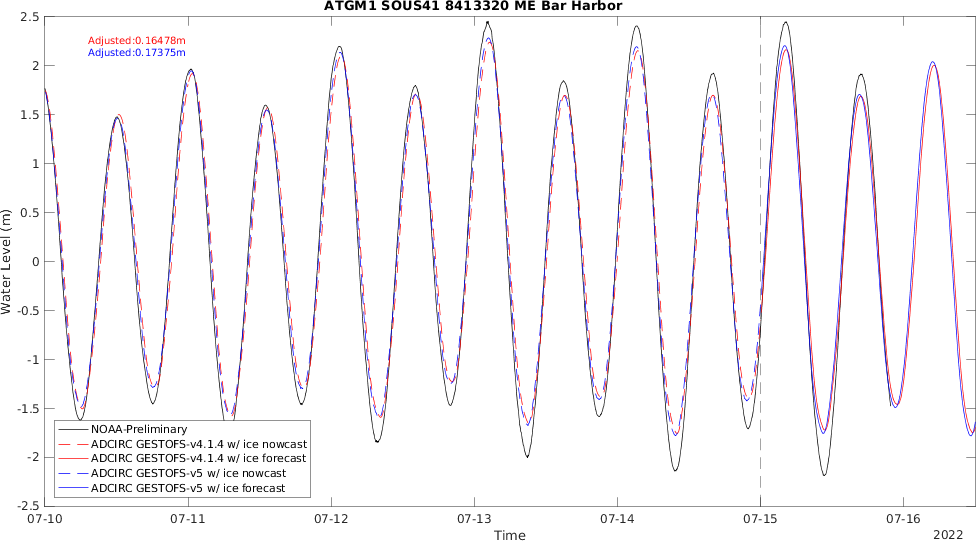 ATGM1 SOUS41 8413320 ME Bar Harbor
2.5
Adjusted:0.16478m
Adjusted:0.17375m
2
1.5
1
0.5
0
-0.5
-1
-1.5
-2
-2.5
Water Level (m)
NOAA-Preliminary
ADCIRC GESTOFS-v4.1.4 w/ ice nowcast
ADCIRC GESTOFS-v4.1.4 w/ ice forecast
ADCIRC GESTOFS-v5 w/ ice nowcast
ADCIRC GESTOFS-v5 w/ ice forecast
07-10 07-11 07-12 07-13 07-14 07-15 07-16
Time
2022